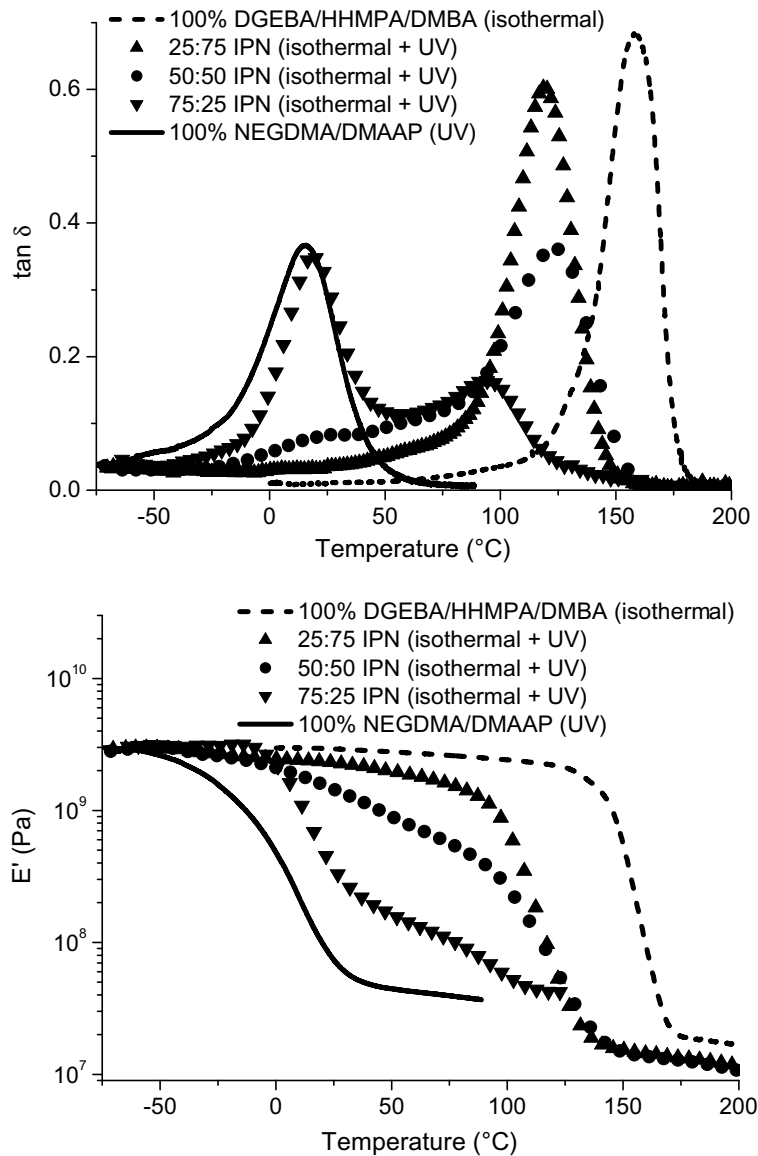 100% DGEBA/HHMPA/DMBA (isothermal)
25:75 IPN (isothermal + UV)
50:50 IPN (isothermal + UV)
75:25 IPN (isothermal + UV)
100% NEGDMA/DMAAP (UV)
0.6
0.4
0.2
0.0
tan δ
-50
0
50
100
150
200
Temperature (°C)
100% DGEBA/HHMPA/DMBA (isothermal)
25:75 IPN (isothermal + UV)
50:50 IPN (isothermal + UV)
75:25 IPN (isothermal + UV)
100% NEGDMA/DMAAP (UV)
10¹⁰
10⁹
10⁸
10⁷
E' (Pa)
-50
0
50
100
150
200
Temperature (°C)